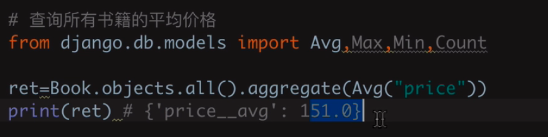 # 查询所有书籍的平均价格
from django.db.models import Avg,Max,Min,Count
ret=Book.objects.all().aggregate(Avg("price"))
print(ret) # {'price__avg': 151.0}